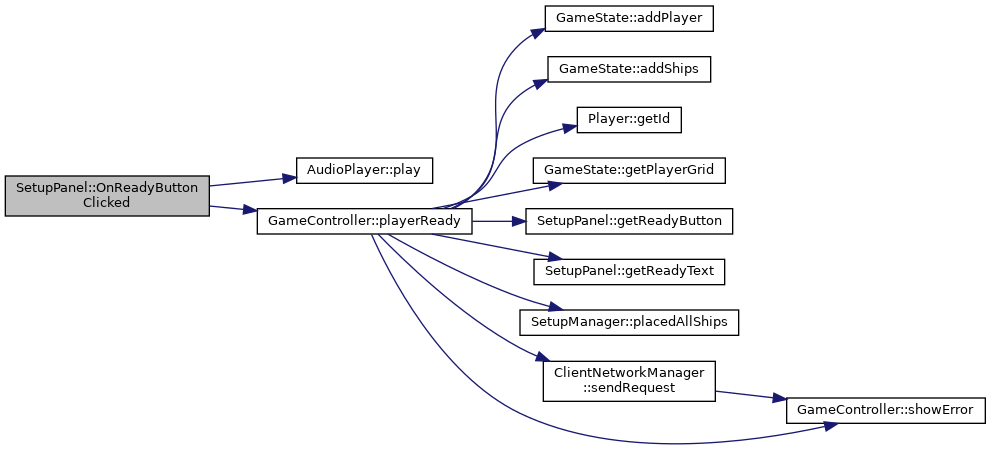 GameState::addPlayer
GameState::addShips
Player::getId
AudioPlayer::play
GameState::getPlayerGrid
SetupPanel::OnReadyButton
Clicked
GameController::playerReady
SetupPanel::getReadyButton
SetupPanel::getReadyText
SetupManager::placedAllShips
ClientNetworkManager
::sendRequest
GameController::showError